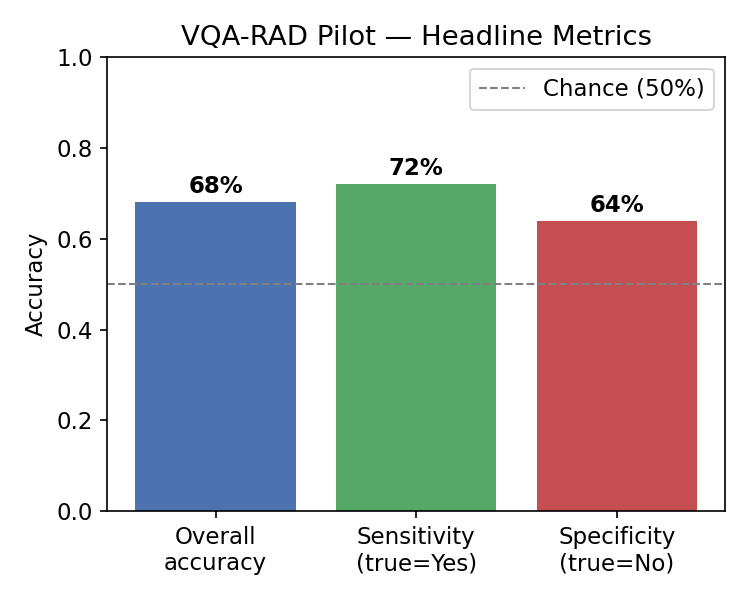 VQA-RAD Pilot — Headline Metrics
Chance (50%)
Accuracy
1.0
0.8
0.6
0.4
0.2
0.0
68%
72%
64%
Overall
accuracy
Sensitivity
(true=Yes)
Specificity
(true=No)